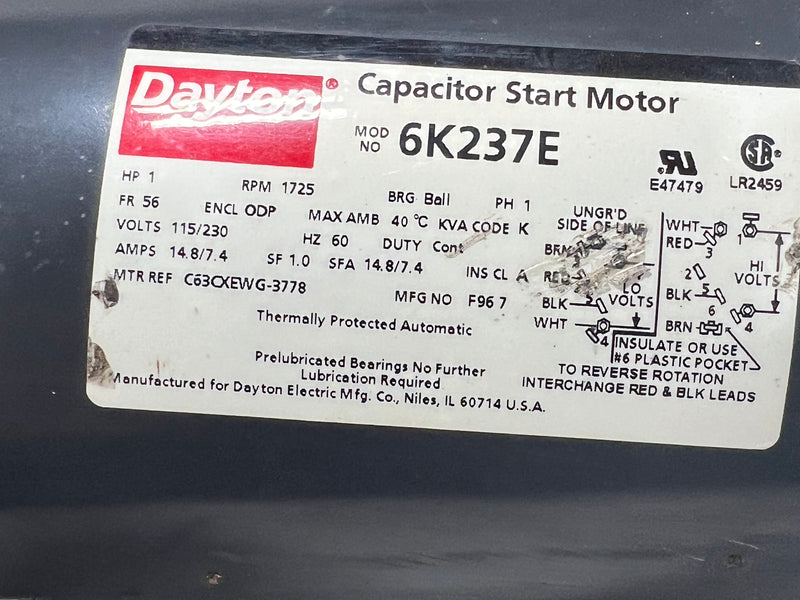 Dayton®
Capacitor Start Motor
MOD NO 6K237E
E47479 LR2459
HP 1 RPM 1725 BRG Ball PH 1
FR 56 ENCL ODP MAX AMB 40 °C KVA CODE K
VOLTS 115/230 HZ 60 DUTY Cont
AMPS 14.8/7.4 SF 1.0 SFA 14.8/7.4 INS CL A
MTR REF C63CXEWG-3778 MFG NO F96 7
Thermally Protected Automatic
Prelubricated Bearings No Further
Lubrication Required
Manufactured for Dayton Electric Mfg. Co., Niles, IL 60714 U.S.A.
UNGR'D
SIDE OF LINE
BRN
RED
BLK 5
WHT 4
LO
VOLTS
WHT 1
RED 3
2
BLK 5
6 4
BRN
HI
VOLTS
INSULATE OR USE
#6 PLASTIC POCKET
TO REVERSE ROTATION
INTERCHANGE RED & BLK LEADS